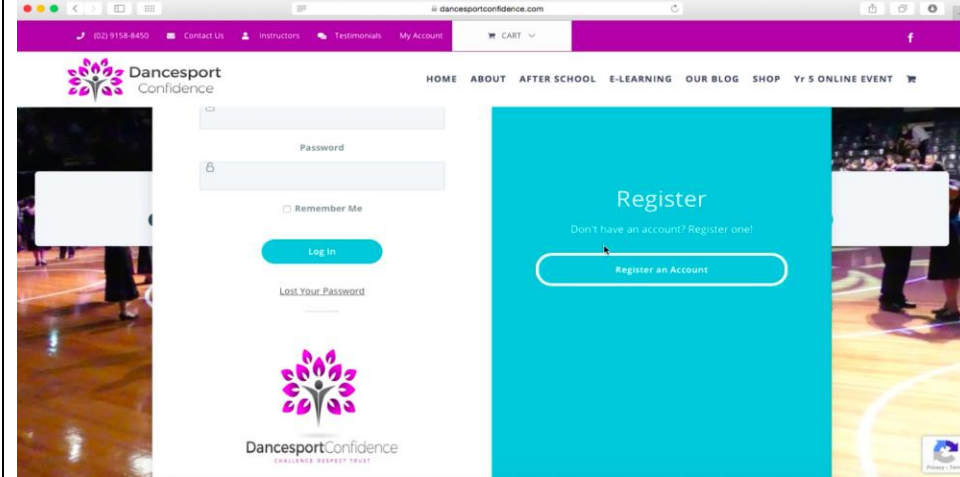 dancesportconfidence.com
(02) 9158-8450 Contact Us Instructors Testimonials My Account CART
Dancesport
Confidence
HOME ABOUT AFTER SCHOOL E-LEARNING OUR BLOG SHOP Yr 5 ONLINE EVENT
Password
Remember Me
Log In
Lost Your Password
DancesportConfidence
CHALLENGE RESPECT TRUST
Register
Don't have an account? Register one!
Register an Account